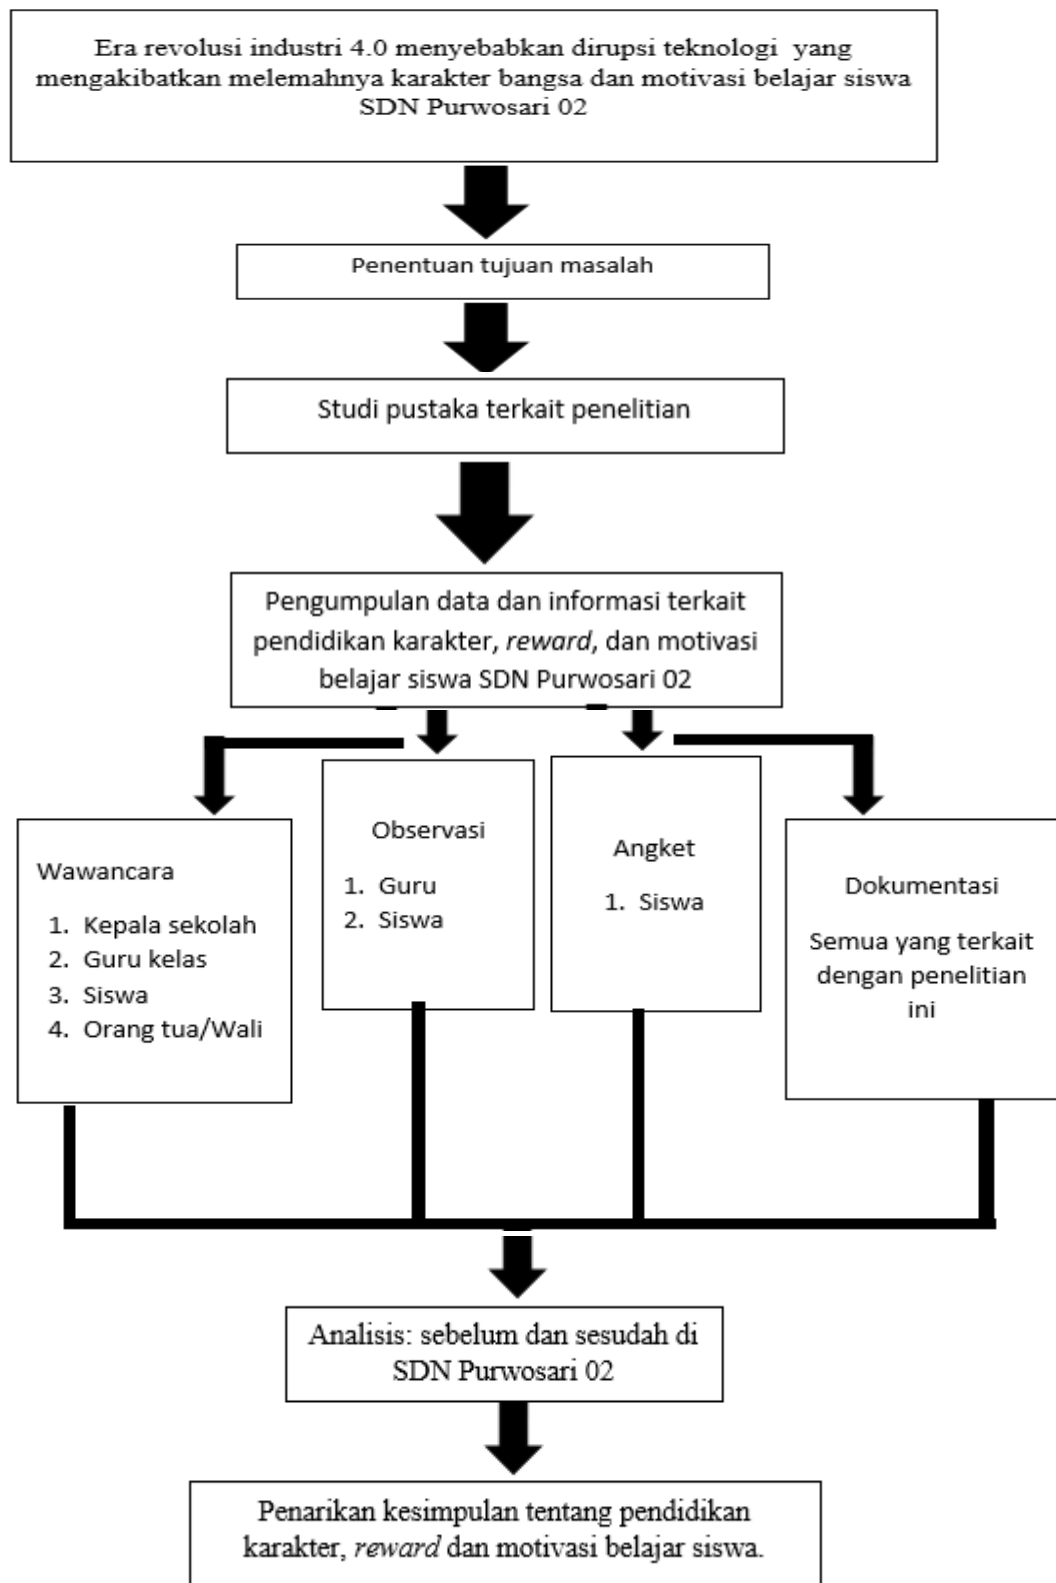 Era revolusi industri 4.0 menyebabkan dirupsi teknologi yang
mengakibatkan melemahnya karakter bangsa dan motivasi belajar siswa
SDN Purwosari 02
Penentuan tujuan masalah
Studi pustaka terkait penelitian
Pengumpulan data dan informasi terkait
pendidikan karakter, reward, dan motivasi
belajar siswa SDN Purwosari 02
Wawancara
1. Kepala sekolah
2. Guru kelas
3. Siswa
4. Orang tua/Wali
Observasi
1. Guru
2. Siswa
Angket
1. Siswa
Dokumentasi
Semua yang terkait
dengan penelitian
ini
Analisis: sebelum dan sesudah di
SDN Purwosari 02
Penarikan kesimpulan tentang pendidikan
karakter, reward dan motivasi belajar siswa.